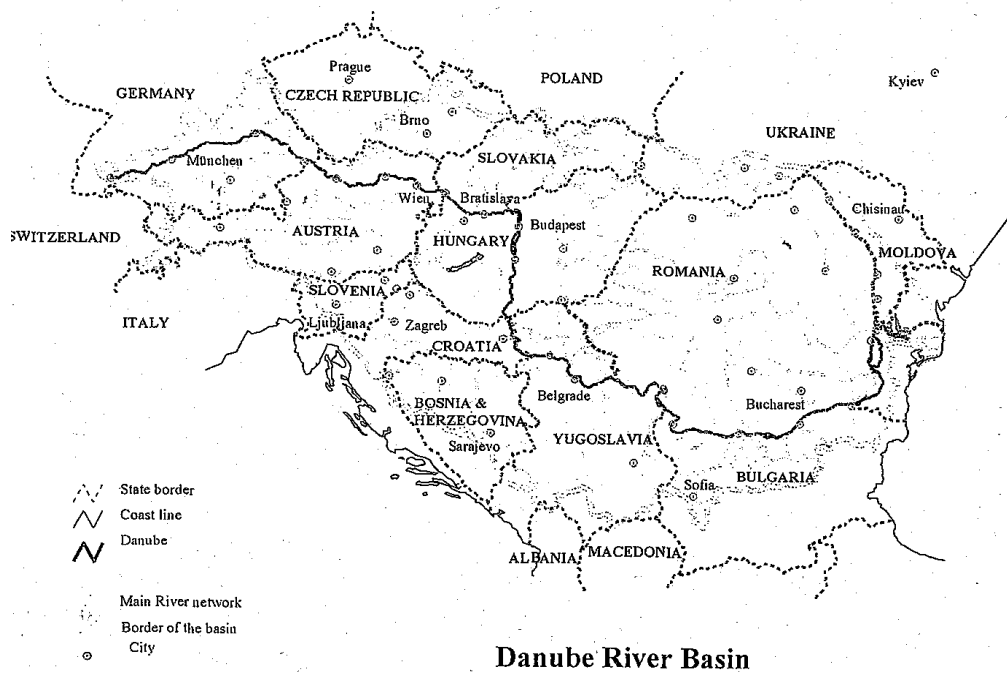 Prague
POLAND
Kyiev
GERMANY
CZECH REPUBLIC
Brno
UKRAINE
SLOVAKIA
München
Wien
Bratislava
Chisinau
Budapest
SWITZERLAND
AUSTRIA
HUNGARY
MOLDOVA
ROMANIA
SLOVENIA
ITALY
Ljubljana
Zagreb
CROATIA
Belgrade
Bucharest
BOSNIA &
HERZEGOVINA
YUGOSLAVIA
Sarajevo
BULGARIA
Sofia
State border
Coast line
Danube
ALBANIA
MACEDONIA
Main River network
Border of the basin
City
Danube River Basin